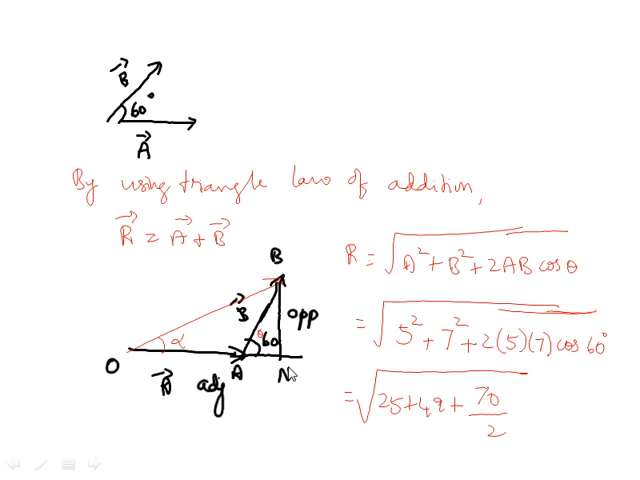 B⃗
60°
A⃗
By using triangle law of addition,
R⃗ = A⃗ + B⃗
R = √A² + B² + 2AB cosθ
= √5² + 7² + 2(5)(7) cos 60°
= √25 + 49 + 70/2
B
B⃗
opp
θ
60
α
O
A⃗
adj
A
N